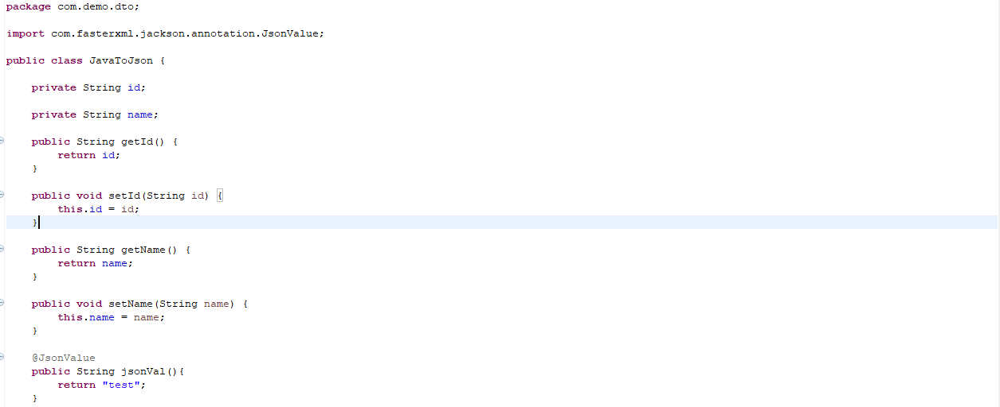 package com.demo.dto;
import com.fasterxml.jackson.annotation.JsonValue;
public class JavaToJson {
private String id;
private String name;
public String getId() {
return id;
}
public void setId(String id) {
this.id = id;
}
public String getName() {
return name;
}
public void setName(String name) {
this.name = name;
}
@JsonValue
public String jsonVal(){
return "test";
}